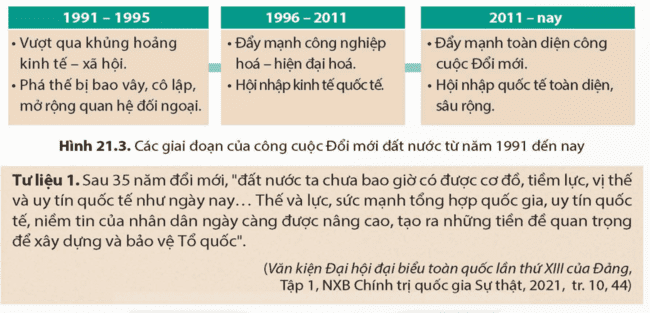 1991 – 1995
• Vượt qua khủng hoảng
kinh tế – xã hội.
• Phá thế bị bao vây, cô lập,
mở rộng quan hệ đối ngoại.
1996 – 2011
• Đẩy mạnh công nghiệp
hoá – hiện đại hoá.
• Hội nhập kinh tế quốc tế.
2011 – nay
• Đẩy mạnh toàn diện công
cuộc Đổi mới.
• Hội nhập quốc tế toàn diện,
sâu rộng.
Hình 21.3. Các giai đoạn của công cuộc Đổi mới đất nước từ năm 1991 đến nay
Tư liệu 1. Sau 35 năm đổi mới, "đất nước ta chưa bao giờ có được cơ đồ, tiềm lực, vị thế
và uy tín quốc tế như ngày nay… Thế và lực, sức mạnh tổng hợp quốc gia, uy tín quốc
tế, niềm tin của nhân dân ngày càng được nâng cao, tạo ra những tiền đề quan trọng
để xây dựng và bảo vệ Tổ quốc".
(Văn kiện Đại hội đại biểu toàn quốc lần thứ XIII của Đảng,
Tập 1, NXB Chính trị quốc gia Sự thật, 2021, tr. 10, 44)